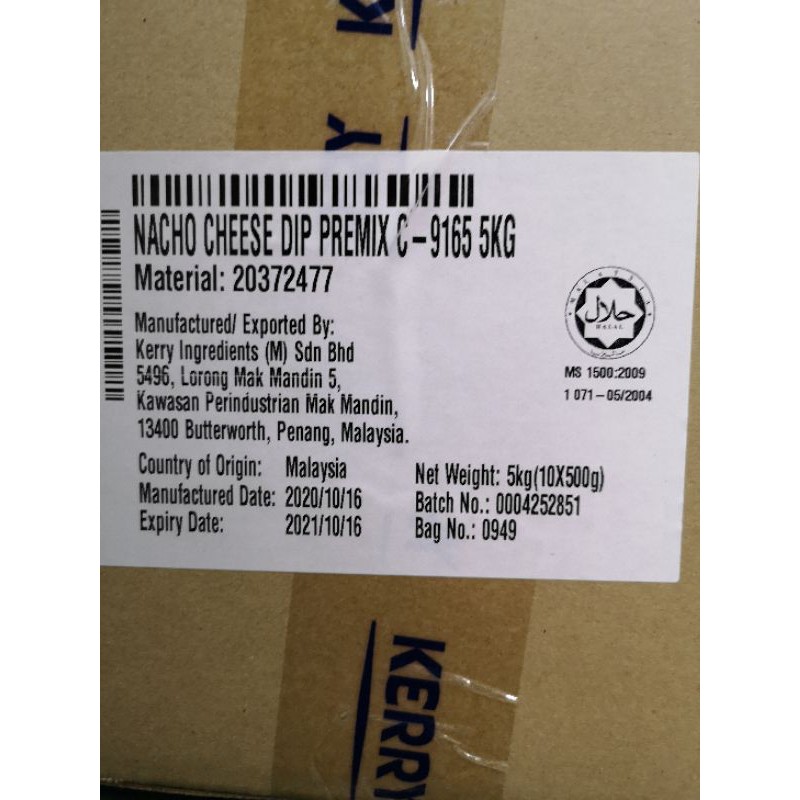 KERRY
NACHO CHEESE DIP PREMIX C-9165 5KG
Material: 20372477
Manufactured/ Exported By:
Kerry Ingredients (M) Sdn Bhd
5496, Lorong Mak Mandin 5,
Kawasan Perindustrian Mak Mandin,
13400 Butterworth, Penang, Malaysia.
MALAYSIA
حلال
HALAL
MS 1500:2009
1 071-05/2004
Country of Origin: Malaysia
Manufactured Date: 2020/10/16
Expiry Date: 2021/10/16
Net Weight: 5kg(10X500g)
Batch No.: 0004252851
Bag No.: 0949
KERRY